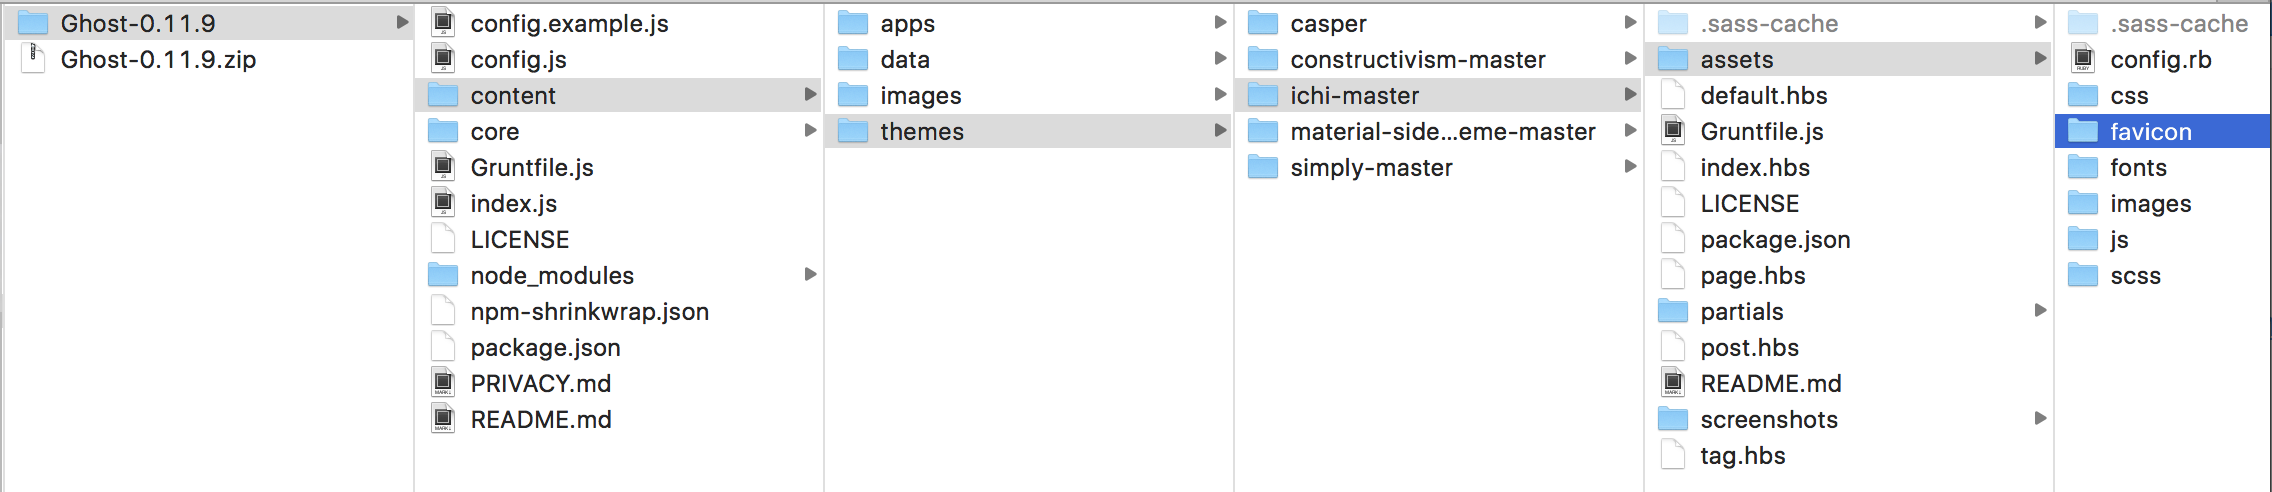 Ghost-0.11.9
Ghost-0.11.9.zip
config.example.js
config.js
content
core
Gruntfile.js
index.js
LICENSE
node_modules
npm-shrinkwrap.json
package.json
PRIVACY.md
README.md
apps
data
images
themes
casper
constructivism-master
ichi-master
material-side...eme-master
simply-master
.sass-cache
assets
default.hbs
Gruntfile.js
index.hbs
LICENSE
package.json
page.hbs
partials
post.hbs
README.md
screenshots
tag.hbs
.sass-cache
config.rb
css
favicon
fonts
images
js
scss